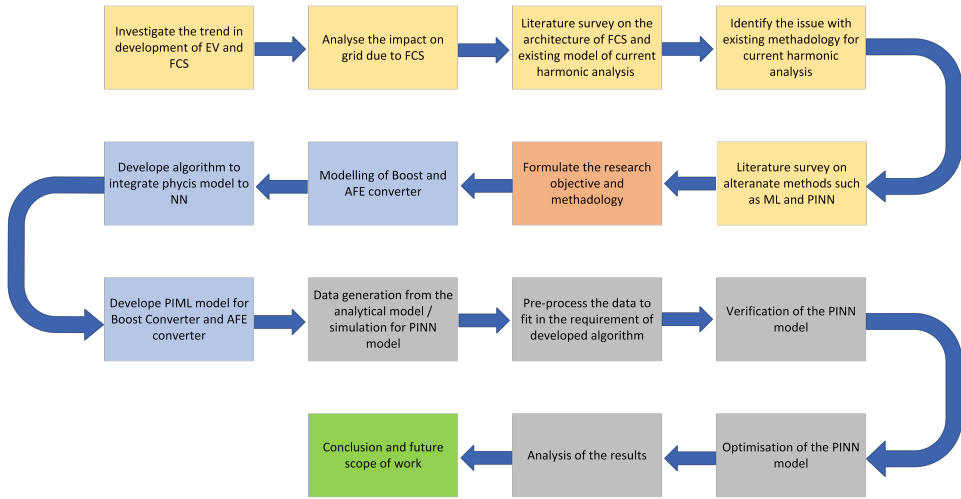 Investigate the trend in
development of EV and
FCS
Analyse the impact on
grid due to FCS
Literature survey on the
architecture of FCS and
existing model of current
harmonic analysis
Identify the issue with
existing methodology for
current harmonic
analysis
Literature survey on
alteranate methods such
as ML and PINN
Formulate the research
objective and
methodology
Modelling of Boost and
AFE converter
Develope algorithm to
integrate phycis model to
NN
Develope PIML model for
Boost Converter and AFE
converter
Data generation from the
analytical model /
simulation for PINN
model
Pre-process the data to
fit in the requirement of
developed algorithm
Verification of the PINN
model
Optimisation of the PINN
model
Analysis of the results
Conclusion and future
scope of work